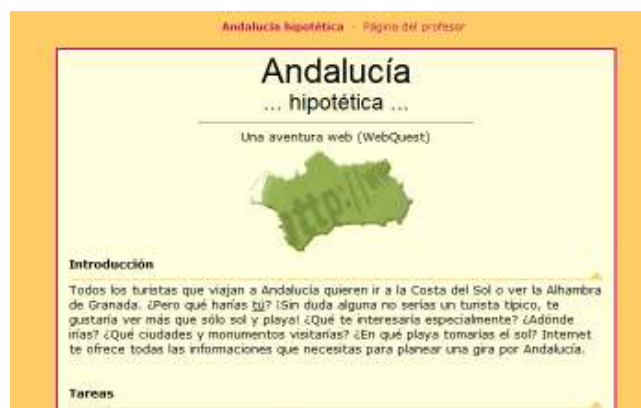 Andalucía hipotética - Página del profesor
Andalucía
... hipotética ...
Una aventura web (WebQuest)
http://w
Introducción
Todos los turistas que viajan a Andalucía quieren ir a la Costa del Sol o ver la Alhambra
de Granada. ¿Pero qué harías tú? ¡Sin duda alguna no serías un turista típico, te
gustaría ver más que sólo sol y playa! ¿Qué te interesaría especialmente? ¿Adónde
irías? ¿Qué ciudades y monumentos visitarías? ¿En qué playa tomarías el sol? Internet
te ofrece todas las informaciones que necesitas para planear una gira por Andalucía.
Tareas